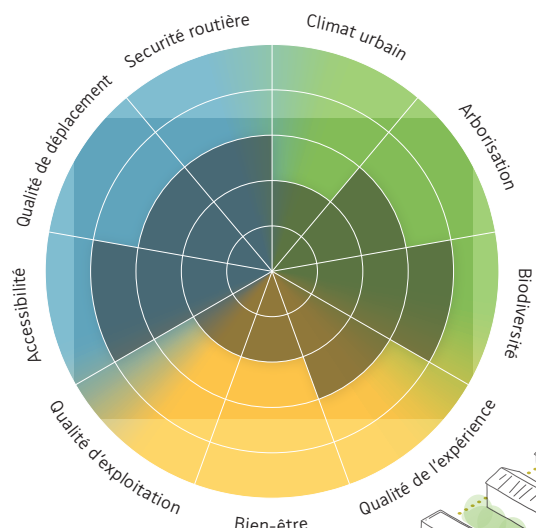 Securité routière
Climat urbain
Arborisation
Biodiversité
Qualité de l'expérience
Bien-être
Qualité d'exploitation
Accessibilité
Qualité de déplacement